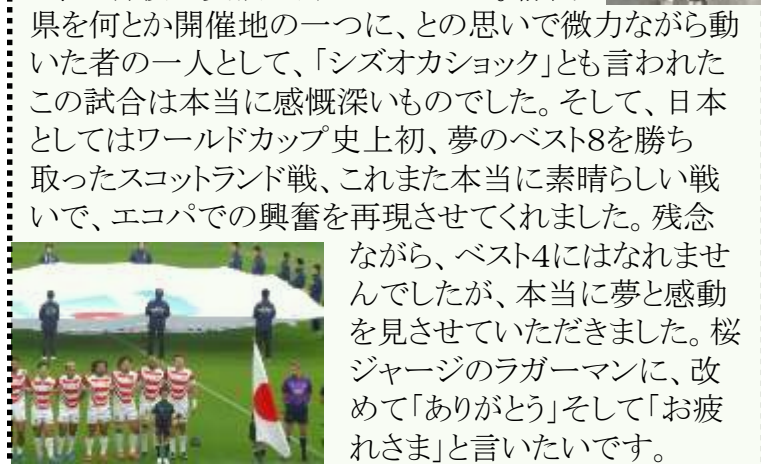 県を何とか開催地の一つに、との思いで微力ながら動
いた者の一人として、「シズオカショック」とも言われた
この試合は本当に感慨深いものでした。そして、日本
としてはワールドカップ史上初、夢のベスト8を勝ち
取ったスコットランド戦、これまた本当に素晴らしい戦
いで、エコパでの興奮を再現させてくれました。残念
ながら、ベスト4にはなれませ
んでしたが、本当に夢と感動
を見させていただきました。桜
ジャージのラガーマンに、改
めて「ありがとう」そして「お疲
れさま」と言いたいです。